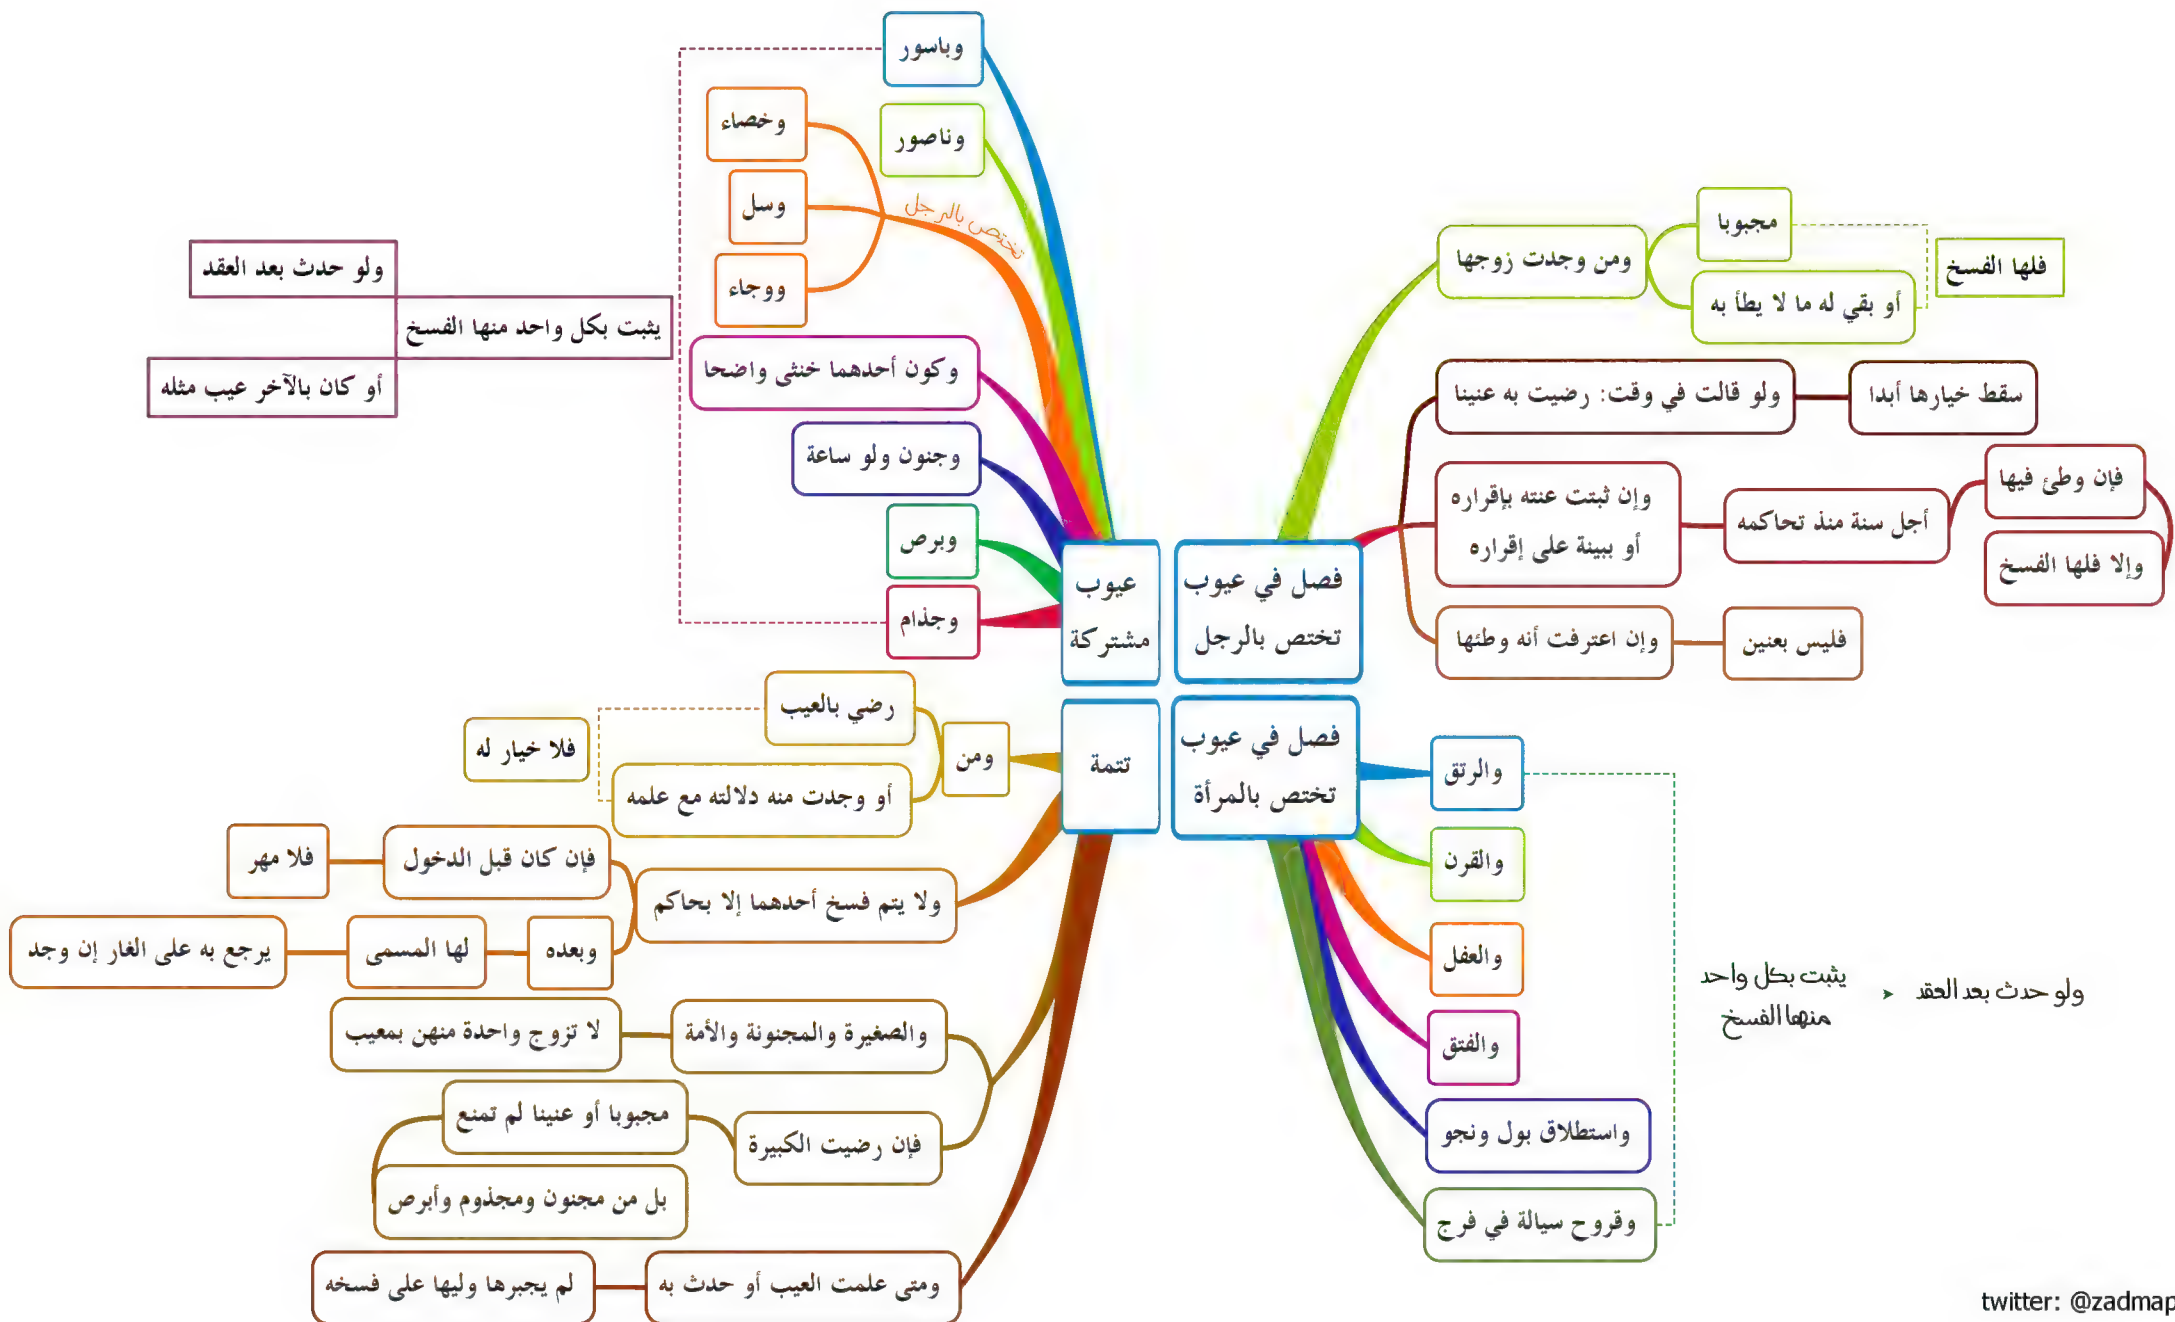 فصل في عيوب
تختص بالرجل
ومن وجدت زوجها
مجبوبا
أو بقي له ما لا يطأ به
فلها الفسخ
ولو قالت في وقت: رضيت به عنينا
سقط خيارها أبدا
وإن ثبتت عنته بإقراره
أو ببينة على إقراره
أجل سنة منذ تحاكمه
فإن وطئ فيها
وإلا فلها الفسخ
وإن اعترفت أنه وطئها
فليس بعنين
فصل في عيوب
تختص بالمرأة
والرتق
والقرن
والعفل
والفتق
واستطلاق بول ونجو
وقروح سيالة في فرج
يثبت بكل واحد
منها الفسخ
ولو حدث بعد العقد
عيوب
مشتركة
وباسور
وناصور
تختص بالرجل
وخصاء
وسل
ووجاء
وكون أحدهما خنثى واضحا
وجنون ولو ساعة
وبرص
وجذام
يثبت بكل واحد منها الفسخ
ولو حدث بعد العقد
أو كان بالآخر عيب مثله
تتمة
ومن
رضي بالعيب
أو وجدت منه دلالته مع علمه
فلا خيار له
ولا يتم فسخ أحدهما إلا بحاكم
فإن كان قبل الدخول
فلا مهر
وبعده
لها المسمى
يرجع به على الغار إن وجد
والصغيرة والمجنونة والأمة
لا تزوج واحدة منهن بمعيب
فإن رضيت الكبيرة
مجبوبا أو عنينا لم تمنع
بل من مجنون ومجذوم وأبرص
ومتى علمت العيب أو حدث به
لم يجبرها وليها على فسخه
twitter: @zadmap